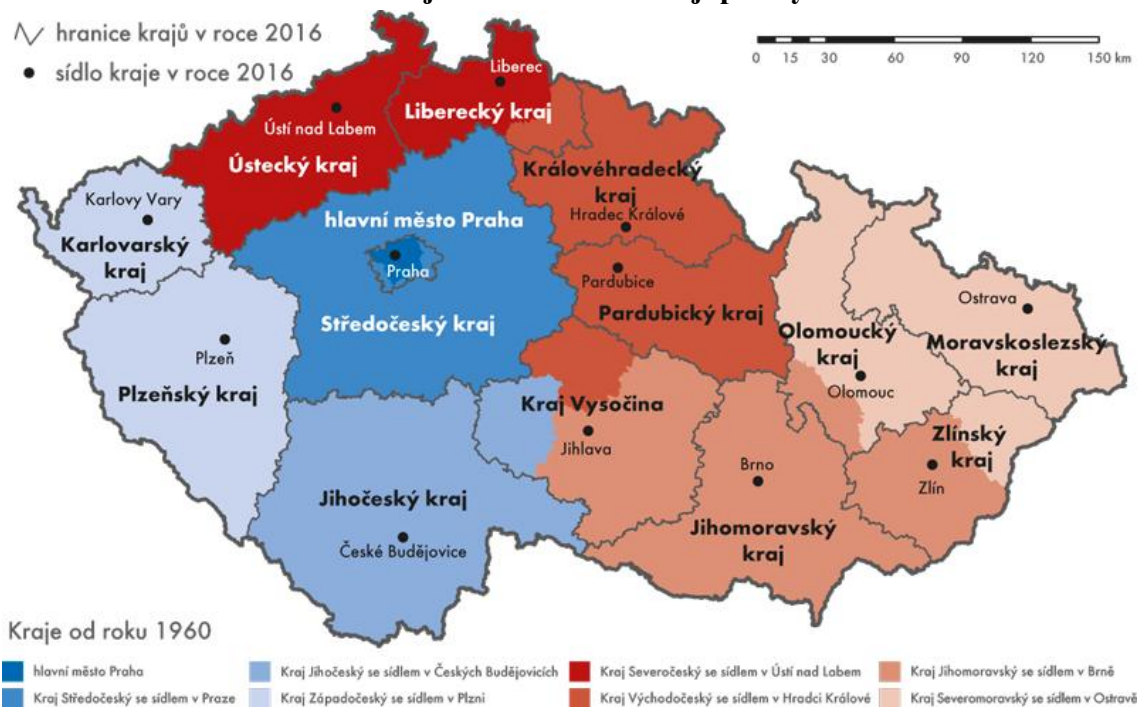 hranice krajů v roce 2016
sídlo kraje v roce 2016
0 15 30 60 90 120 150 km
Liberec
Liberecký kraj
Ústí nad Labem
Ústecký kraj
Královéhradecký
kraj
Hradec Králové
Karlovy Vary
Karlovarský
kraj
hlavní město Praha
Praha
Pardubice
Pardubický kraj
Středočeský kraj
Ostrava
Moravskoslezský
kraj
Olomoucký
kraj
Olomouc
Plzeň
Plzeňský kraj
Kraj Vysočina
Jihlava
Zlínský
kraj
Zlín
Brno
Jihomoravský
kraj
Jihočeský kraj
České Budějovice
Kraje od roku 1960
hlavní město Praha
Kraj Středočeský se sídlem v Praze
Kraj Jihočeský se sídlem v Českých Budějovicích
Kraj Západočeský se sídlem v Plzni
Kraj Severočeský se sídlem v Ústí nad Labem
Kraj Východočeský se sídlem v Hradci Králové
Kraj Jihomoravský se sídlem v Brně
Kraj Severomoravský se sídlem v Ostravě